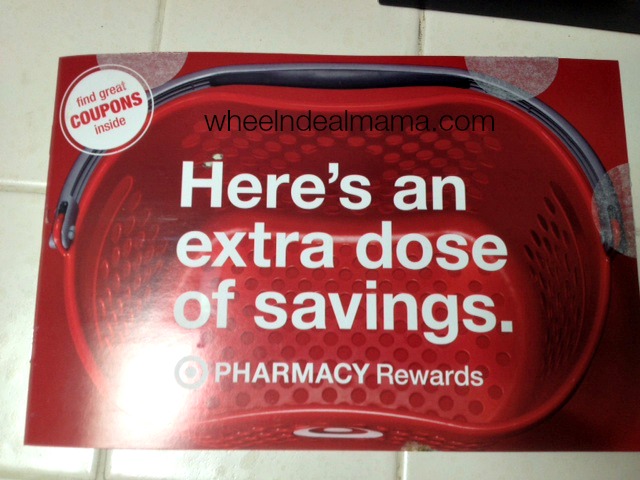 find great
COUPONS
inside
wheelndealmama.com
Here's an
extra dose
of savings.
PHARMACY Rewards